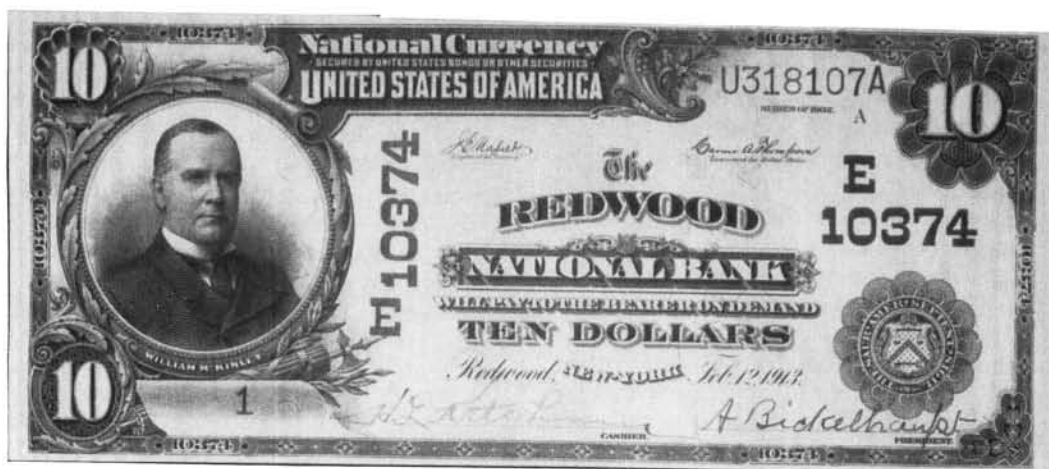 10374
10374
National Currency
SECURED BY UNITED STATES BONDS OR OTHER SECURITIES
UNITED STATES OF AMERICA
10
U318107A
A
10
E 10374
The
REDWOOD
NATIONAL BANK
WILL PAY TO THE BEARER ON DEMAND
TEN DOLLARS
Redwood, NEW-YORK Feb. 12, 1913.
E
10374
10374
10374
WILLIAM McKINLEY
10
1
CASHIER.
A Bickelhaupt
PRESIDENT.
10374
10374